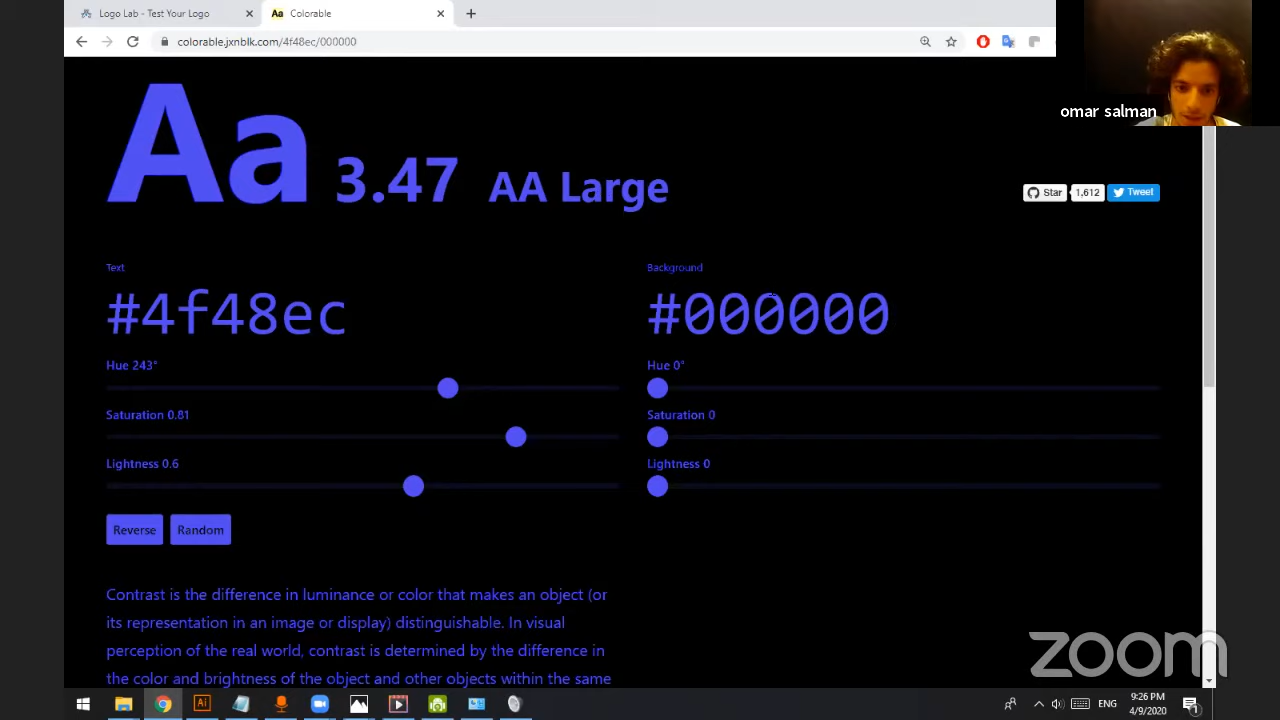 Logo Lab - Test Your Logo
Aa Colorable
colorable.jxnblk.com/4f48ec/000000
omar salman
Aa 3.47 AA Large
Star 1,612 Tweet
Text
#4f48ec
Hue 243°
Saturation 0.81
Lightness 0.6
Background
#000000
Hue 0°
Saturation 0
Lightness 0
Reverse Random
Contrast is the difference in luminance or color that makes an object (or
its representation in an image or display) distinguishable. In visual
perception of the real world, contrast is determined by the difference in
the color and brightness of the object and other objects within the same
zoom
Ai
ENG
9:26 PM
4/9/2020
1